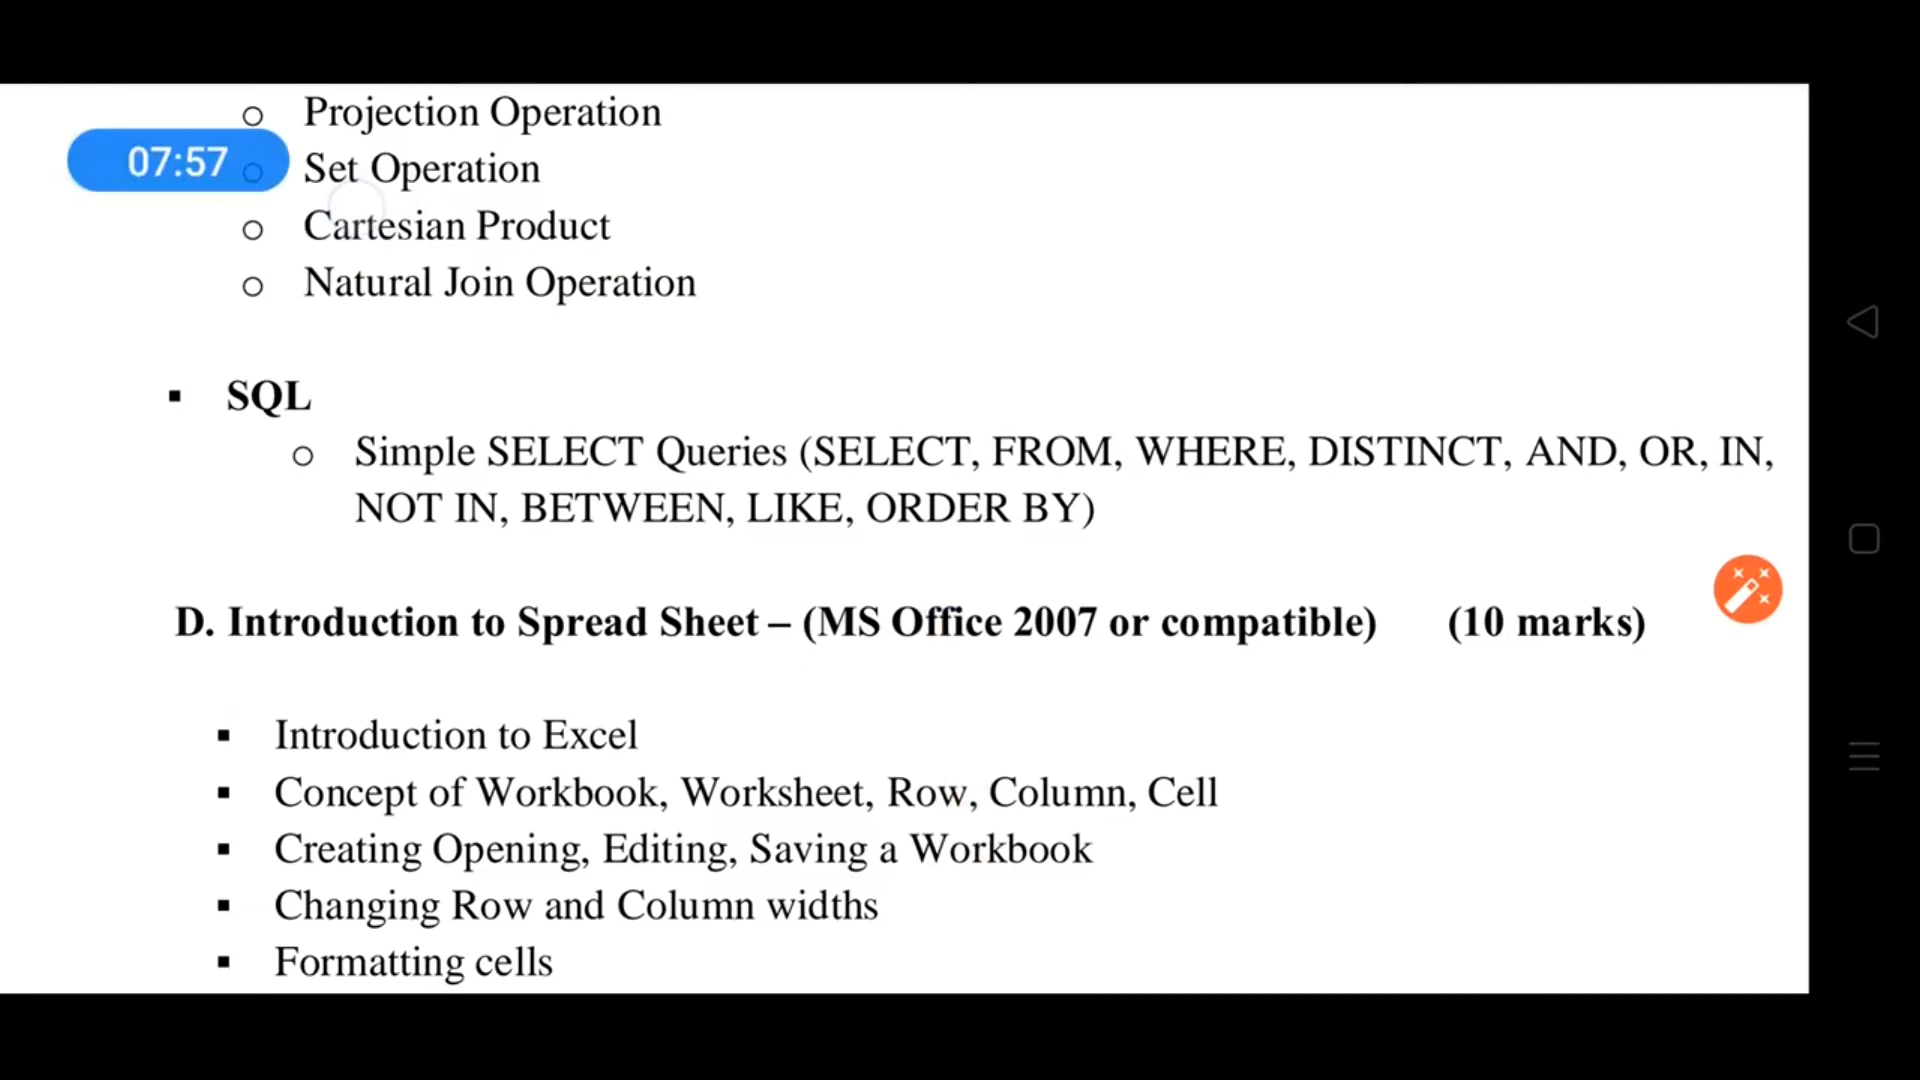 o Projection Operation
07:57
o Set Operation
o Cartesian Product
o Natural Join Operation
▪ SQL
o Simple SELECT Queries (SELECT, FROM, WHERE, DISTINCT, AND, OR, IN,
NOT IN, BETWEEN, LIKE, ORDER BY)
D. Introduction to Spread Sheet – (MS Office 2007 or compatible) (10 marks)
▪ Introduction to Excel
▪ Concept of Workbook, Worksheet, Row, Column, Cell
▪ Creating Opening, Editing, Saving a Workbook
▪ Changing Row and Column widths
▪ Formatting cells